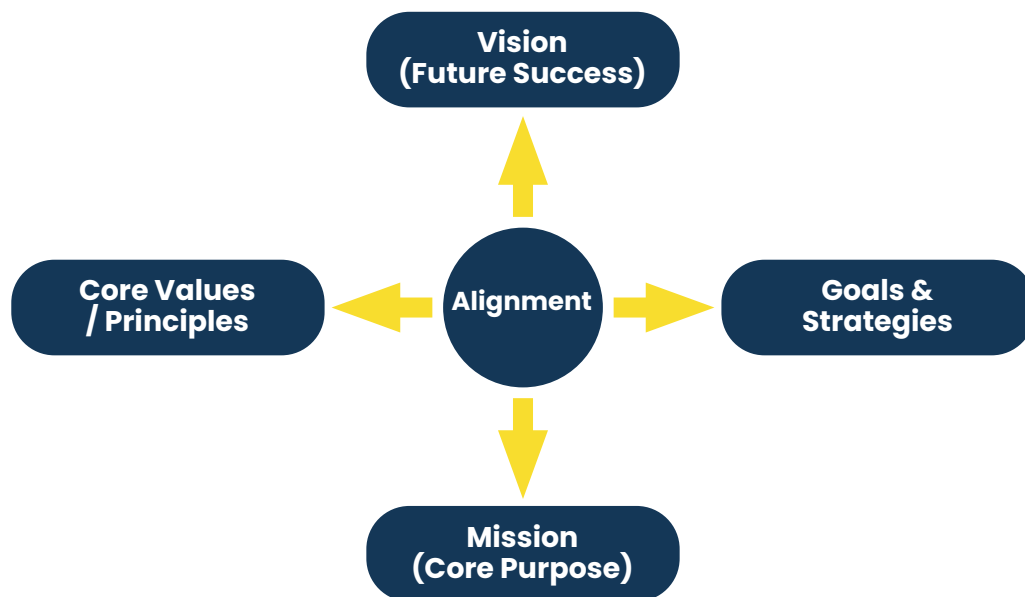 Vision
(Future Success)
Core Values
/ Principles
Alignment
Goals &
Strategies
Mission
(Core Purpose)